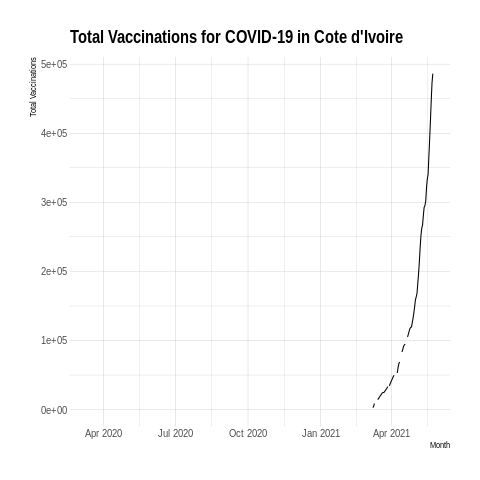 Total Vaccinations for COVID-19 in Cote d'Ivoire
Total Vaccinations
5e+05
4e+05
3e+05
2e+05
1e+05
0e+00
Apr 2020 Jul 2020 Oct 2020 Jan 2021 Apr 2021
Month